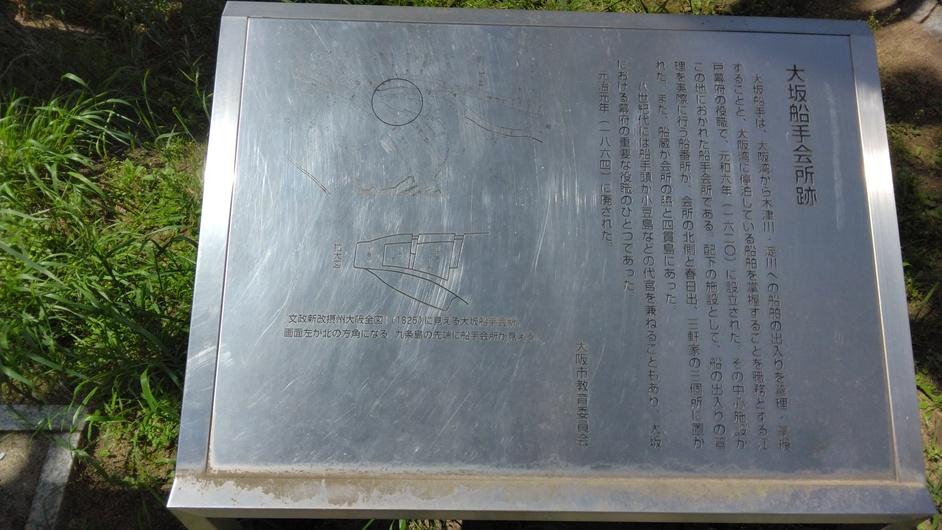 大坂船手会所跡
大坂船手は、大阪湾から木津川・淀川への船舶の出入りを管理・掌握
することと、大阪湾に停泊している船舶を掌握することを職務とする江
戸幕府の役職で、元和六年（一六二〇）に設立された。その中心施設が
この地におかれた船手会所である。配下の施設として、船の出入りの管
理を実際に行う船番所が、会所の北側と春日出、三軒家の三個所に置か
れた。また、船蔵が会所の脇と四貫島にあった。
八世紀代には船手頭が小豆島などの代官を兼ねることもあり、大坂
における幕府の重要な役職のひとつであった。
元治元年（一八六四）に廃された。
大阪市教育委員会
文政新改摂州大阪全図（1825）に見える大坂船手会所
画面左が北の方角になる。九条島の先端に船手会所が見える。